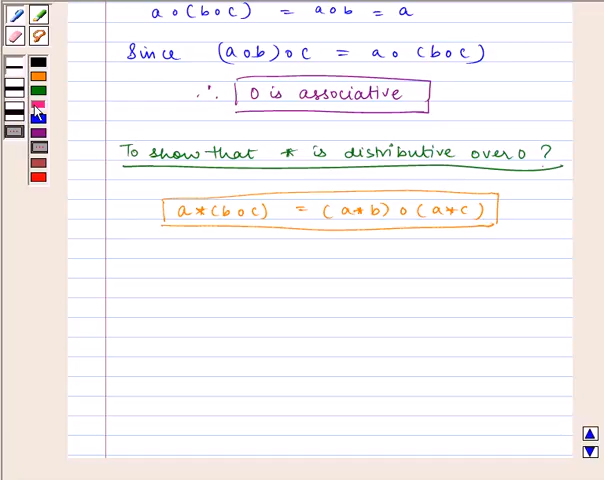 a o (b o c) = a o b = a
Since (a o b) o c = a o (b o c)
∴ O is associative
To show that * is distributive over O ?
a * (b o c) = (a * b) o (a * c)